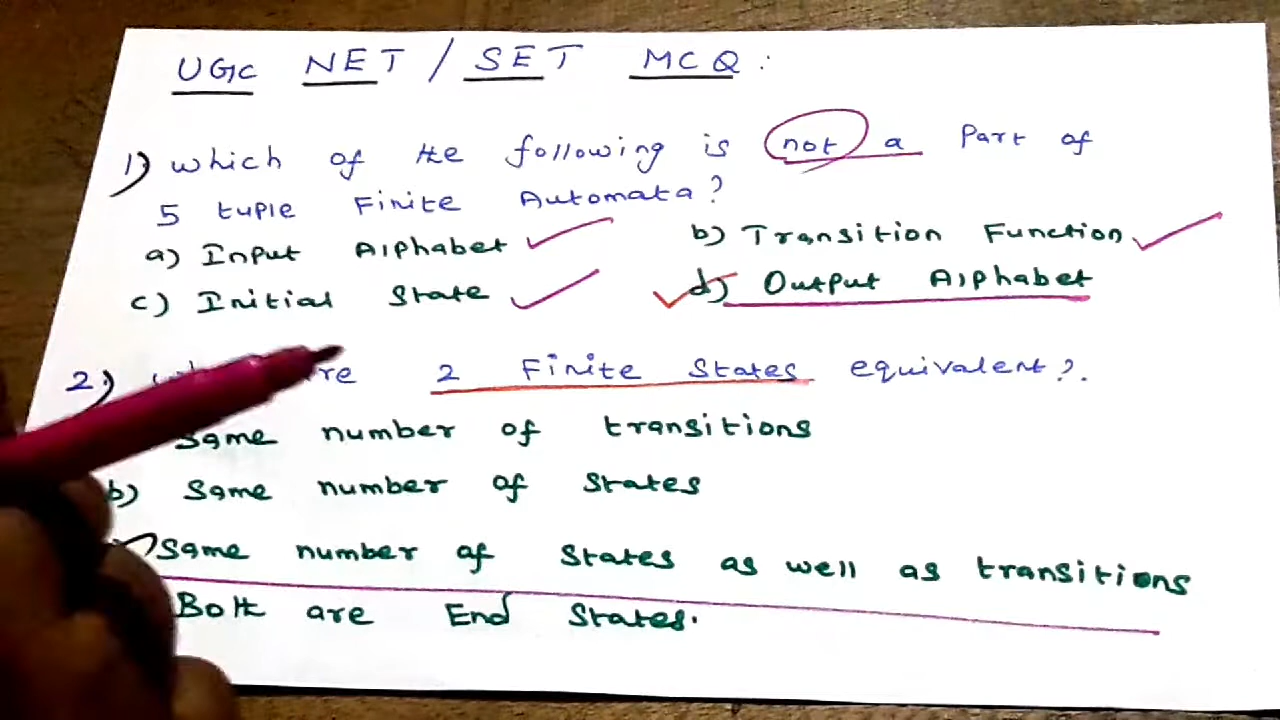 UGC NET / SET MCQ :
1) which of the following is not a Part of
5 tuple Finite Automata?
a) Input Alphabet b) Transition Function
c) Initial State d) Output Alphabet
2) 2 Finite States equivalent?.
Same number of transitions
b) Same number of States
Same number of States as well as transitions
Both are End States.